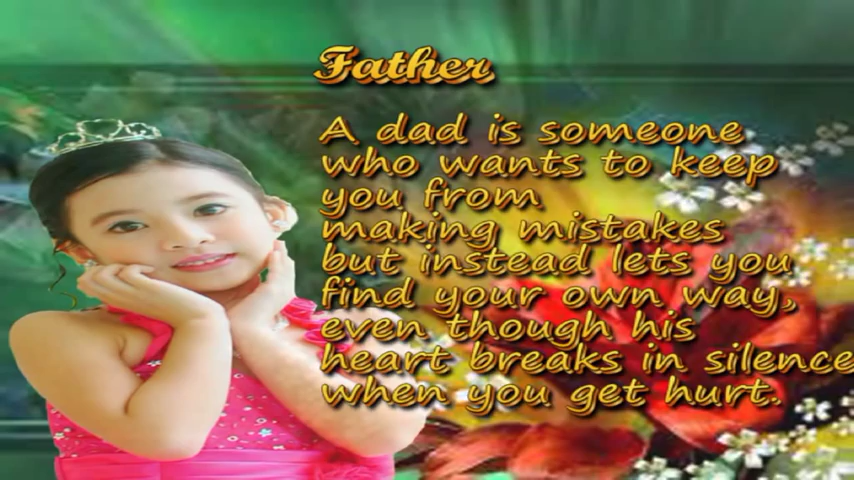 Father
A dad is someone
who wants to keep
you from
making mistakes
but instead lets you
find your own way,
even though his
heart breaks in silence
when you get hurt.